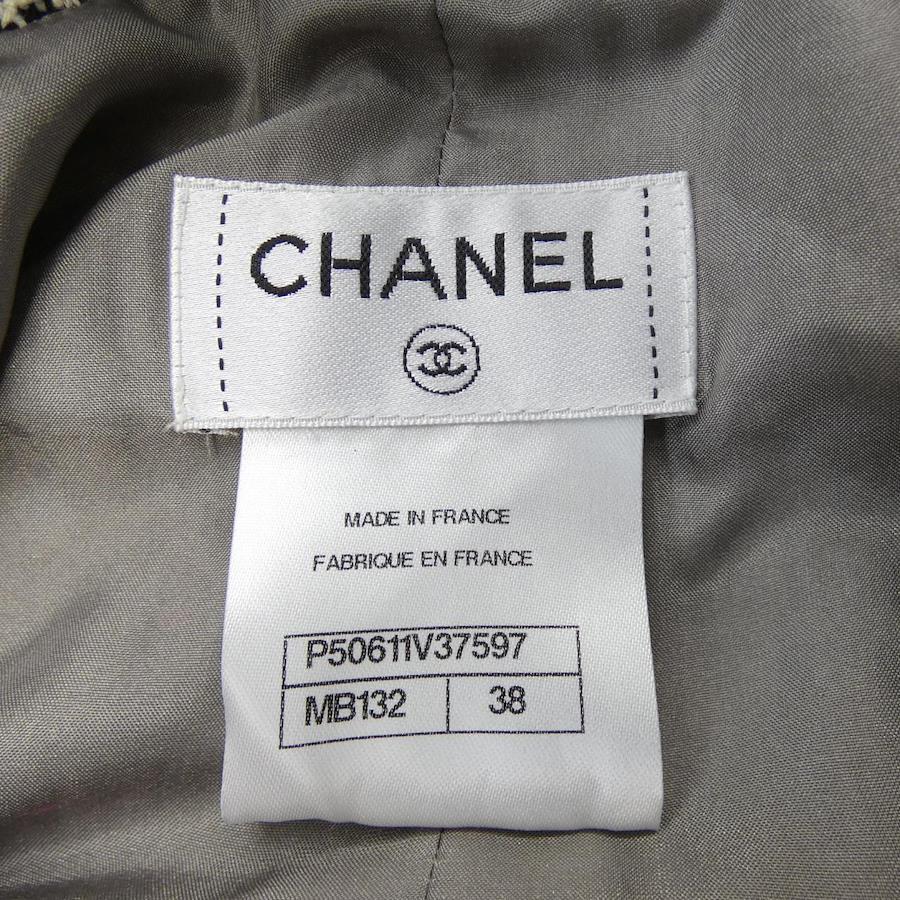 CHANEL
MADE IN FRANCE
FABRIQUE EN FRANCE
P50611V37597
MB132 38